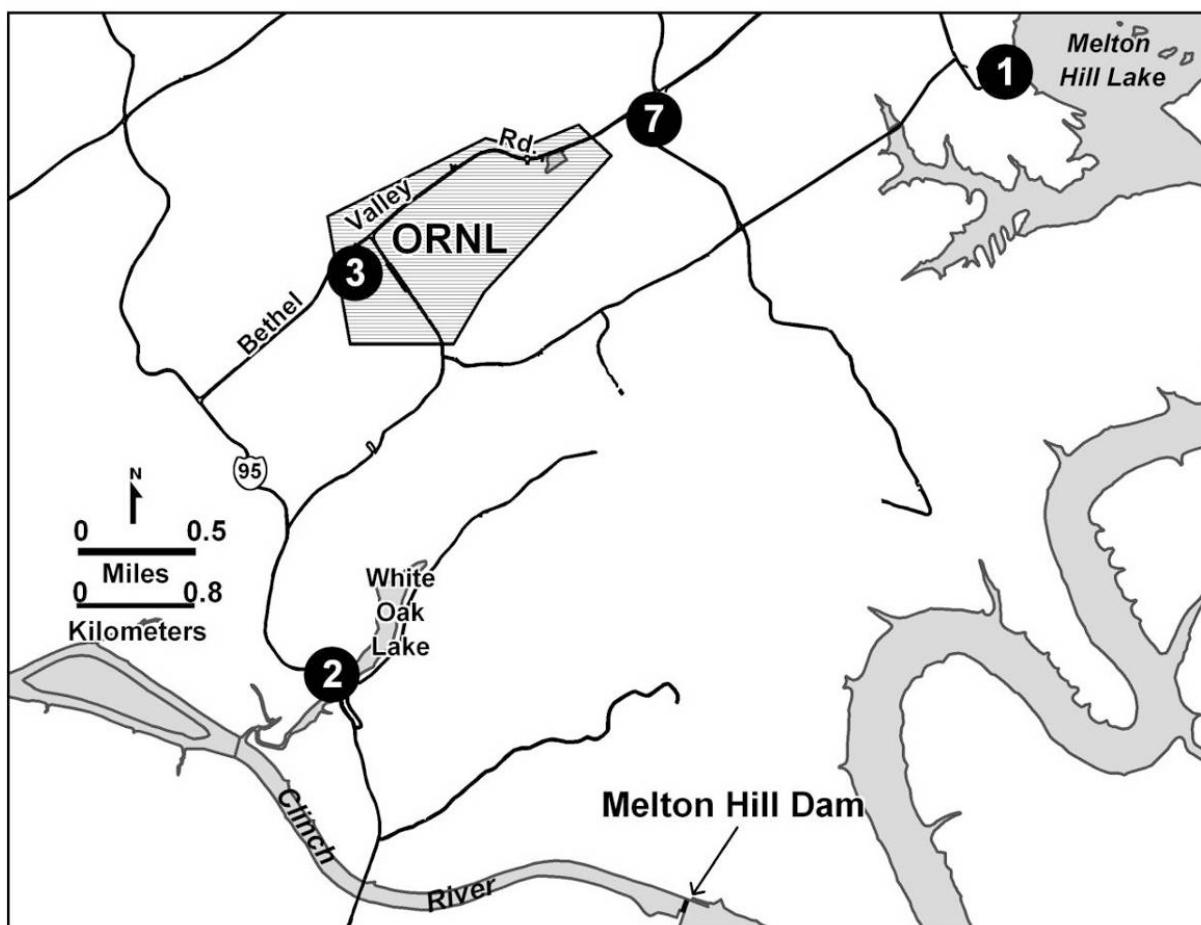 Melton
Hill Lake
1
7
Rd.
Valley
ORNL
3
Bethel
95
N
0 0.5
Miles
0 0.8
Kilometers
White
Oak
Lake
2
Clinch
River
Melton Hill Dam